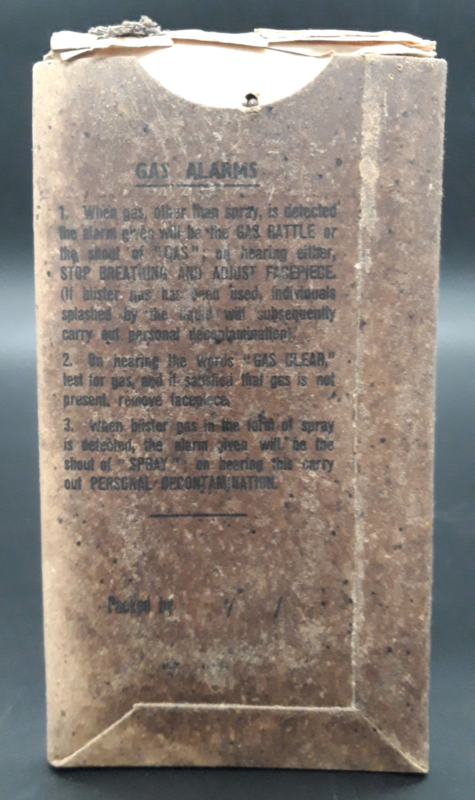 GAS ALARMS
1. When gas, other than spray, is detected
the alarm given will be the GAS RATTLE or
the shout of "GAS"; on hearing either,
STOP BREATHING AND ADJUST FACEPIECE.
(If blister gas has been used, individuals
splashed by the liquid will subsequently
carry out personal decontamination).
2. On hearing the words "GAS CLEAR,"
test for gas, and if satisfied that gas is not
present, remove facepiece.
3. When blister gas in the form of spray
is detected, the alarm given will be the
shout of "SPRAY"; on hearing this carry
out PERSONAL DECONTAMINATION.
Packed by